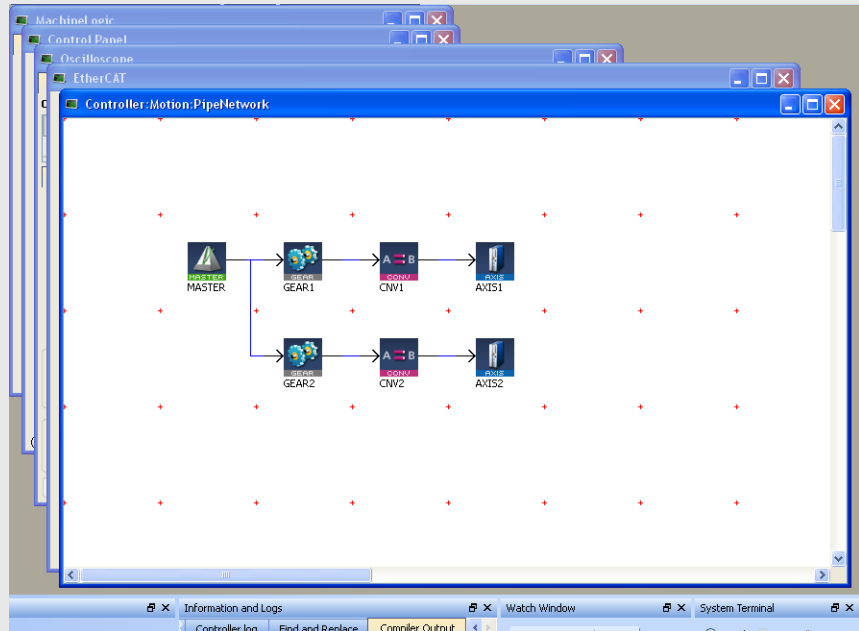 MachineLogic
Control Panel
Oscilloscope
EtherCAT
Controller:Motion:PipeNetwork
MASTER
MASTER
GEAR
GEAR1
A B
CONV
CNV1
AXIS
AXIS1
GEAR
GEAR2
A B
CONV
CNV2
AXIS
AXIS2
Information and Logs
Watch Window
System Terminal
Controller log
Find and Replace
Compiler Output